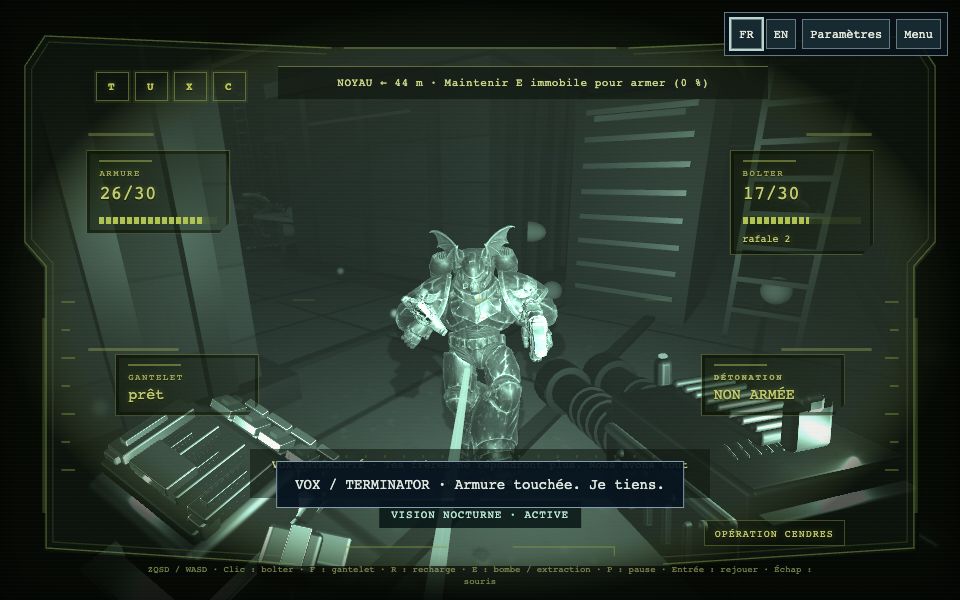 FR EN Paramètres Menu
T U X C
NOYAU ← 44 m · Maintenir E immobile pour armer (0 %)
ARMURE
26/30
BOLTER
17/30
rafale 2
GANTELET
prêt
DÉTONATION
NON ARMÉE
VOX / TERMINATOR · Armure touchée. Je tiens.
VISION NOCTURNE · ACTIVE
OPÉRATION CENDRES
ZQSD / WASD · Clic : bolter · F : gantelet · R : recharge · E : bombe / extraction · P : pause · Entrée : rejouer · Échap :
souris